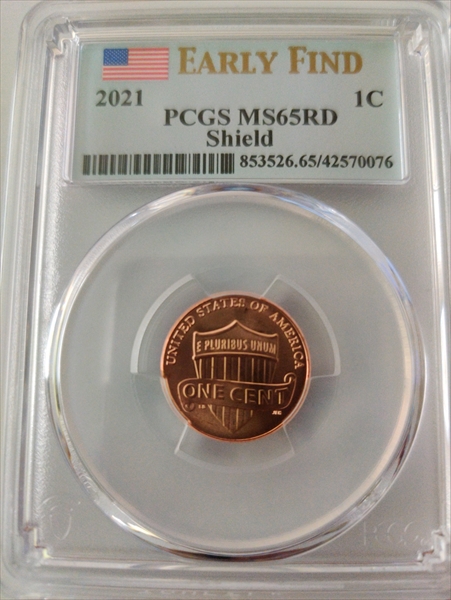 EARLY FIND
2021
1C
PCGS MS65RD
Shield
853526.65/42570076
UNITED STATES OF AMERICA
E PLURIBUS UNUM
ONE CENT